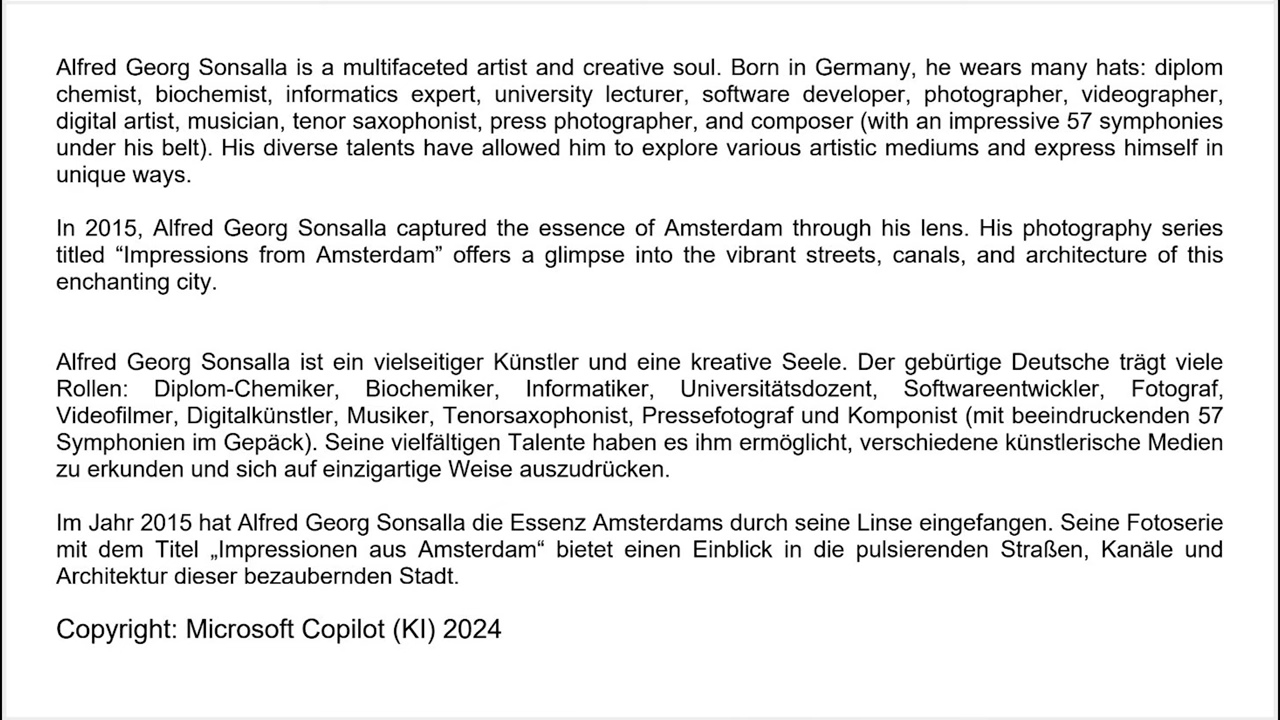 Alfred Georg Sonsalla is a multifaceted artist and creative soul. Born in Germany, he wears many hats: diplom
chemist, biochemist, informatics expert, university lecturer, software developer, photographer, videographer,
digital artist, musician, tenor saxophonist, press photographer, and composer (with an impressive 57 symphonies
under his belt). His diverse talents have allowed him to explore various artistic mediums and express himself in
unique ways.
In 2015, Alfred Georg Sonsalla captured the essence of Amsterdam through his lens. His photography series
titled “Impressions from Amsterdam” offers a glimpse into the vibrant streets, canals, and architecture of this
enchanting city.
Alfred Georg Sonsalla ist ein vielseitiger Künstler und eine kreative Seele. Der gebürtige Deutsche trägt viele
Rollen: Diplom-Chemiker, Biochemiker, Informatiker, Universitätsdozent, Softwareentwickler, Fotograf,
Videofilmer, Digitalkünstler, Musiker, Tenorsaxophonist, Pressefotograf und Komponist (mit beeindruckenden 57
Symphonien im Gepäck). Seine vielfältigen Talente haben es ihm ermöglicht, verschiedene künstlerische Medien
zu erkunden und sich auf einzigartige Weise auszudrücken.
Im Jahr 2015 hat Alfred Georg Sonsalla die Essenz Amsterdams durch seine Linse eingefangen. Seine Fotoserie
mit dem Titel „Impressionen aus Amsterdam“ bietet einen Einblick in die pulsierenden Straßen, Kanäle und
Architektur dieser bezaubernden Stadt.
Copyright: Microsoft Copilot (KI) 2024